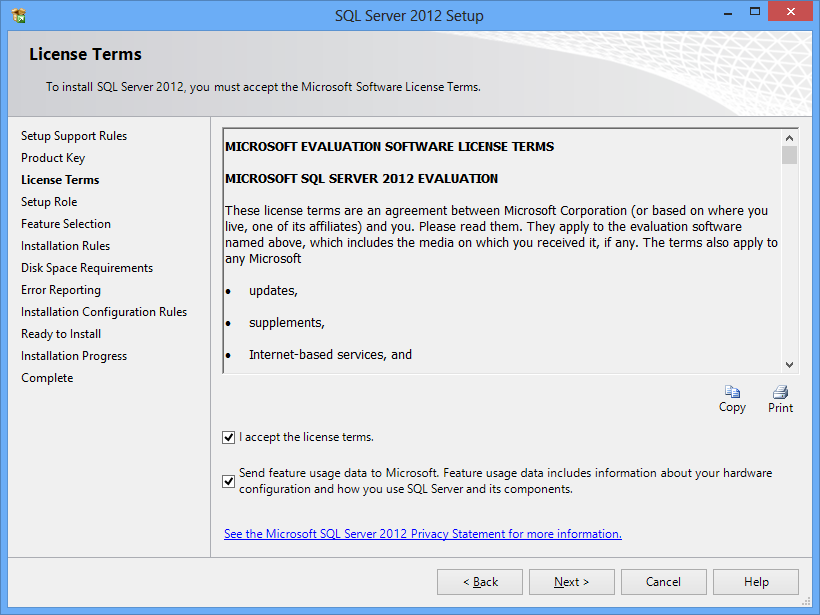 SQL Server 2012 Setup
License Terms
To install SQL Server 2012, you must accept the Microsoft Software License Terms.
Setup Support Rules
Product Key
License Terms
Setup Role
Feature Selection
Installation Rules
Disk Space Requirements
Error Reporting
Installation Configuration Rules
Ready to Install
Installation Progress
Complete
MICROSOFT EVALUATION SOFTWARE LICENSE TERMS
MICROSOFT SQL SERVER 2012 EVALUATION
These license terms are an agreement between Microsoft Corporation (or based on where you
live, one of its affiliates) and you. Please read them. They apply to the evaluation software
named above, which includes the media on which you received it, if any. The terms also apply to
any Microsoft
• updates,
• supplements,
• Internet-based services, and
Copy
Print
I accept the license terms.
Send feature usage data to Microsoft. Feature usage data includes information about your hardware
configuration and how you use SQL Server and its components.
See the Microsoft SQL Server 2012 Privacy Statement for more information.
< Back
Next >
Cancel
Help